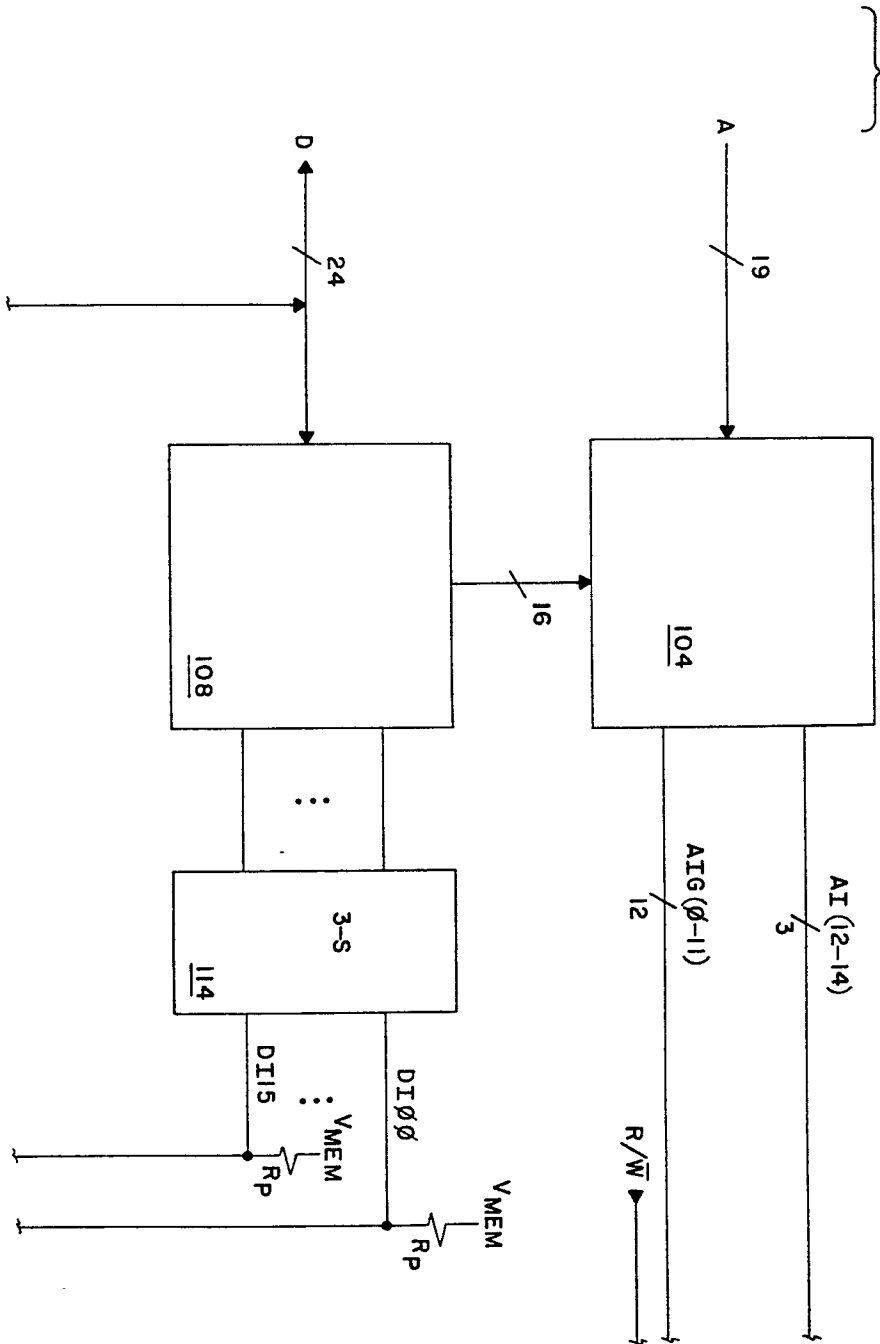 A
19
104
AI (12-14)
3
AIG (Ø-11)
12
R/W̅
16
D
24
108
...
3-S
114
DIØØ
...
DI15
VMEM
RP
VMEM
RP